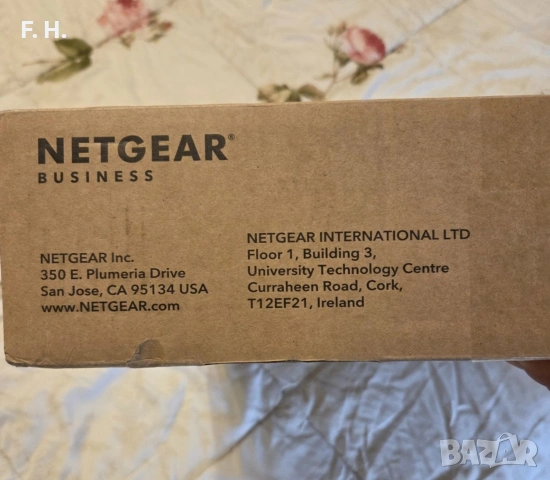 F. H.
NETGEAR®
BUSINESS
NETGEAR Inc.
350 E. Plumeria Drive
San Jose, CA 95134 USA
www.NETGEAR.com
NETGEAR INTERNATIONAL LTD
Floor 1, Building 3,
University Technology Centre
Curraheen Road, Cork,
T12EF21, Ireland
BAZAR